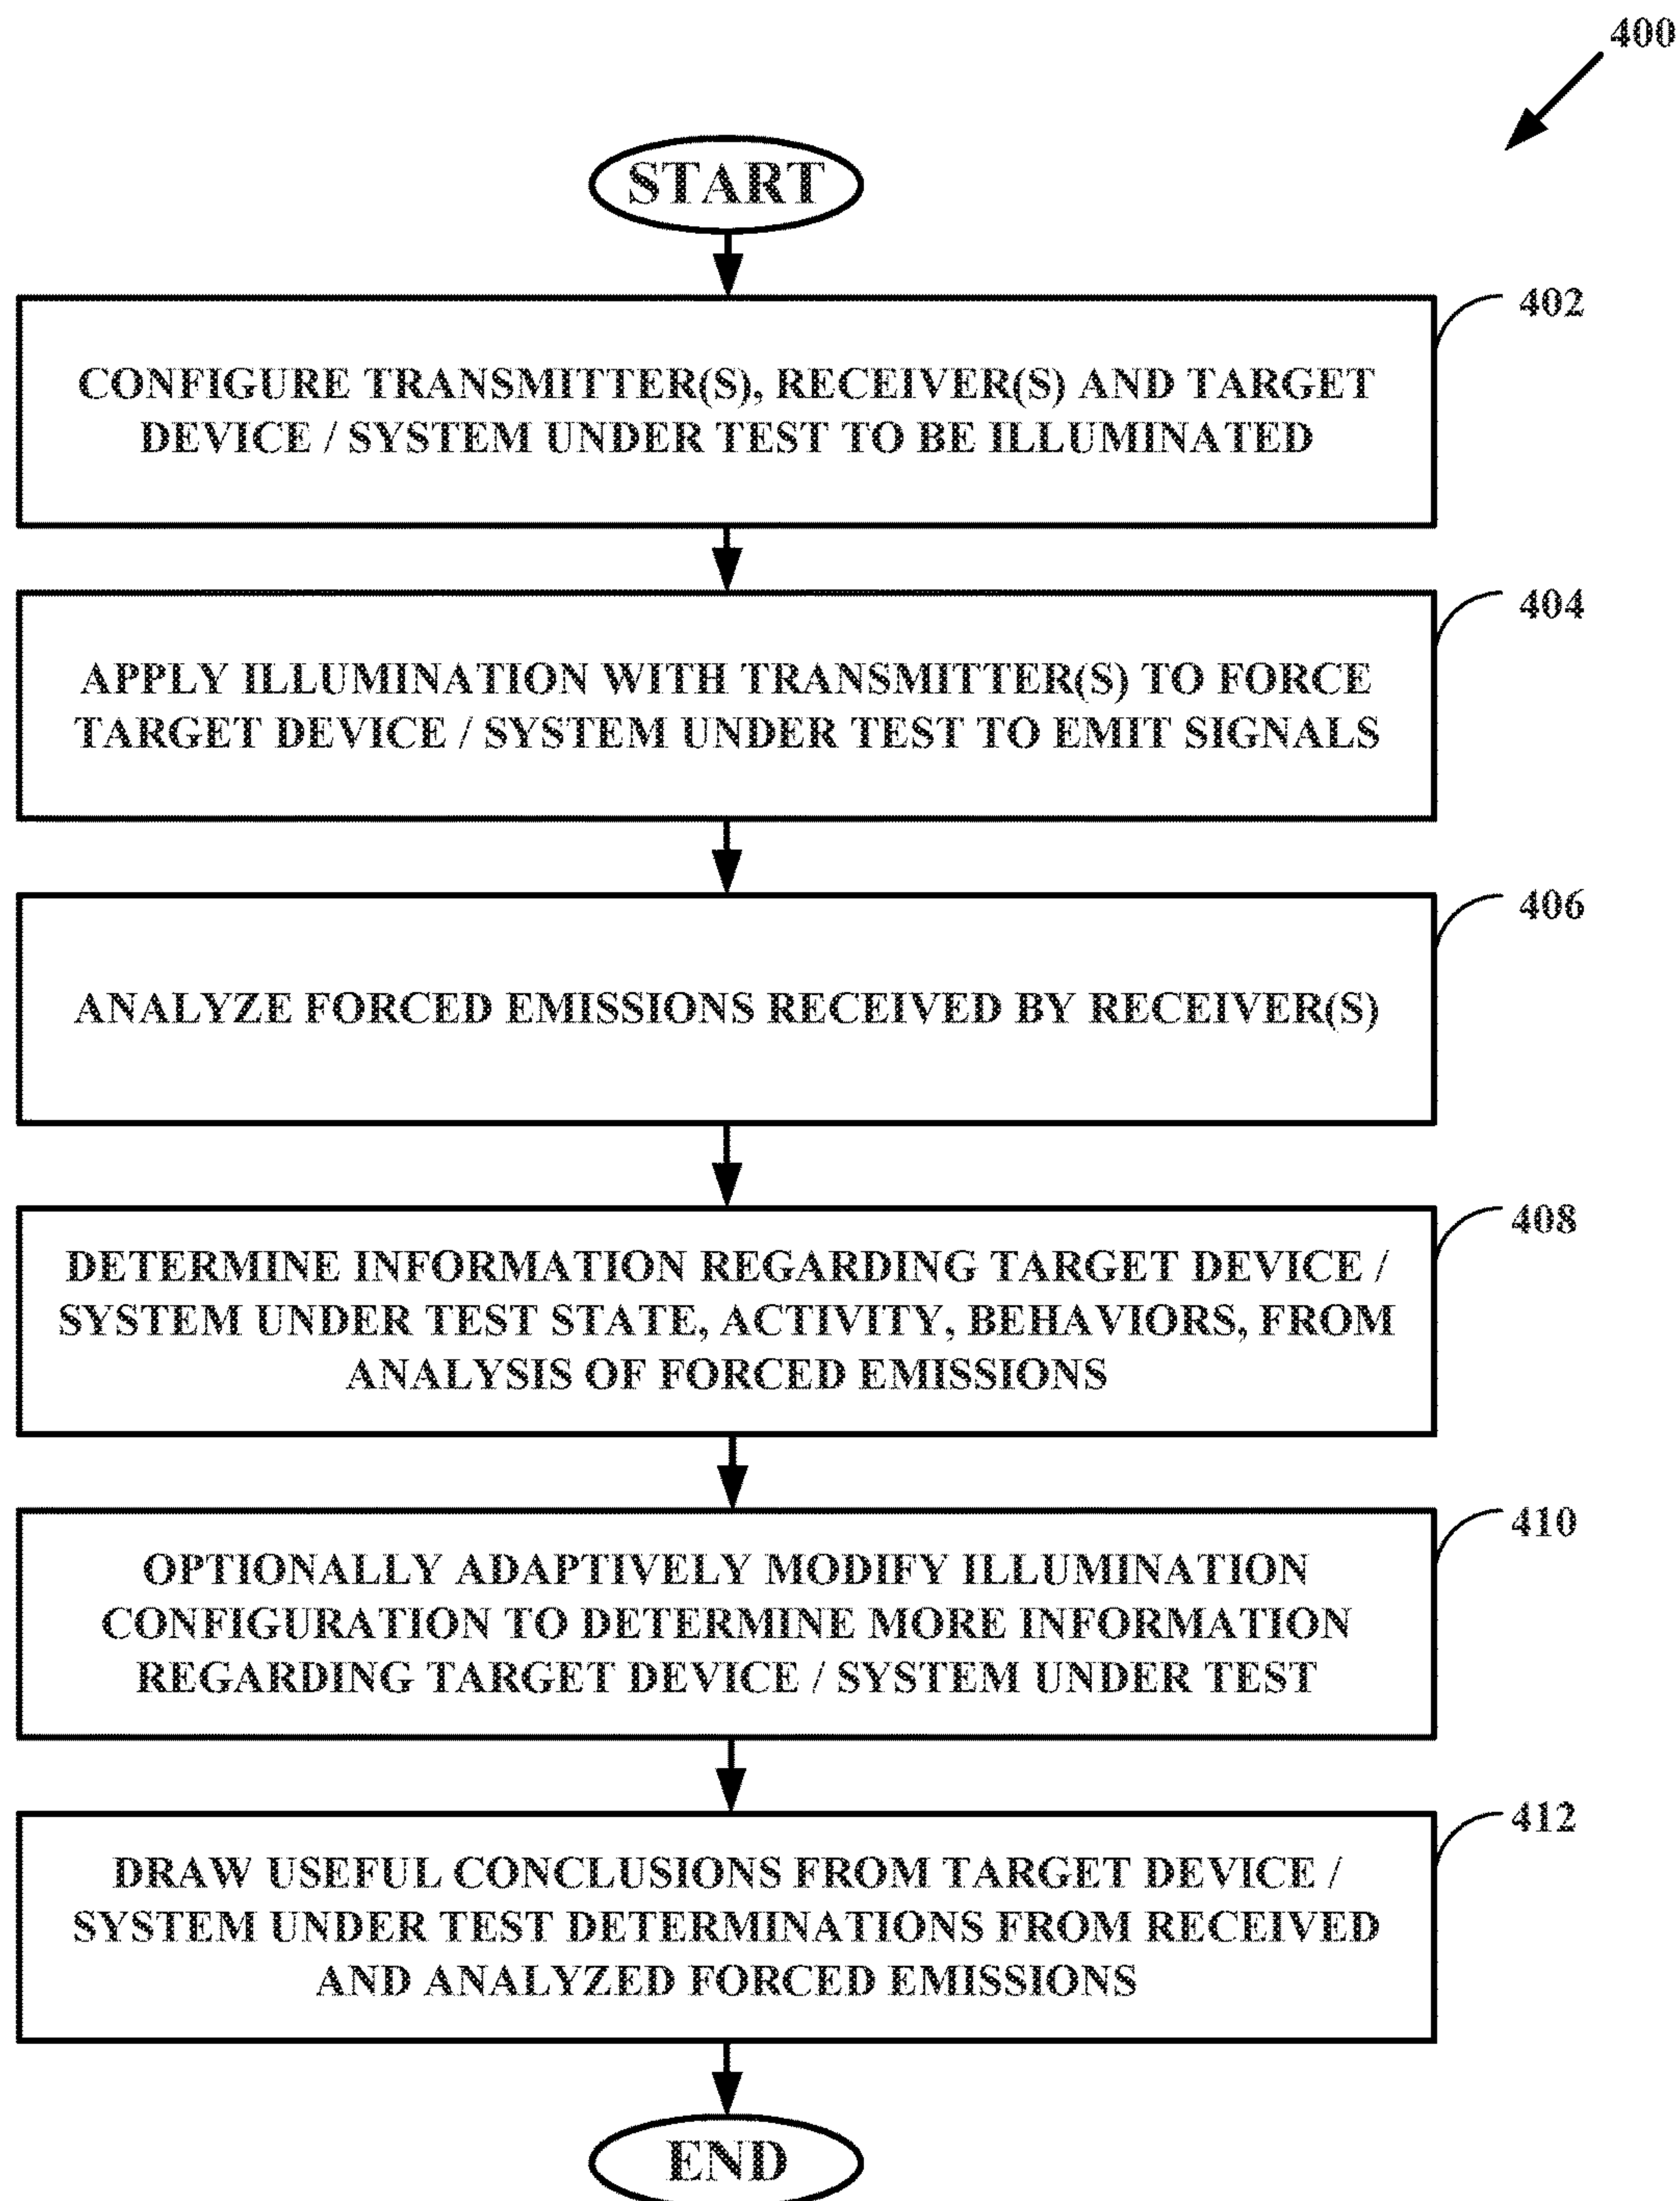 400
START
402
CONFIGURE TRANSMITTER(S), RECEIVER(S) AND TARGET
DEVICE / SYSTEM UNDER TEST TO BE ILLUMINATED
404
APPLY ILLUMINATION WITH TRANSMITTER(S) TO FORCE
TARGET DEVICE / SYSTEM UNDER TEST TO EMIT SIGNALS
406
ANALYZE FORCED EMISSIONS RECEIVED BY RECEIVER(S)
408
DETERMINE INFORMATION REGARDING TARGET DEVICE /
SYSTEM UNDER TEST STATE, ACTIVITY, BEHAVIORS, FROM
ANALYSIS OF FORCED EMISSIONS
410
OPTIONALLY ADAPTIVELY MODIFY ILLUMINATION
CONFIGURATION TO DETERMINE MORE INFORMATION
REGARDING TARGET DEVICE / SYSTEM UNDER TEST
412
DRAW USEFUL CONCLUSIONS FROM TARGET DEVICE /
SYSTEM UNDER TEST DETERMINATIONS FROM RECEIVED
AND ANALYZED FORCED EMISSIONS
END